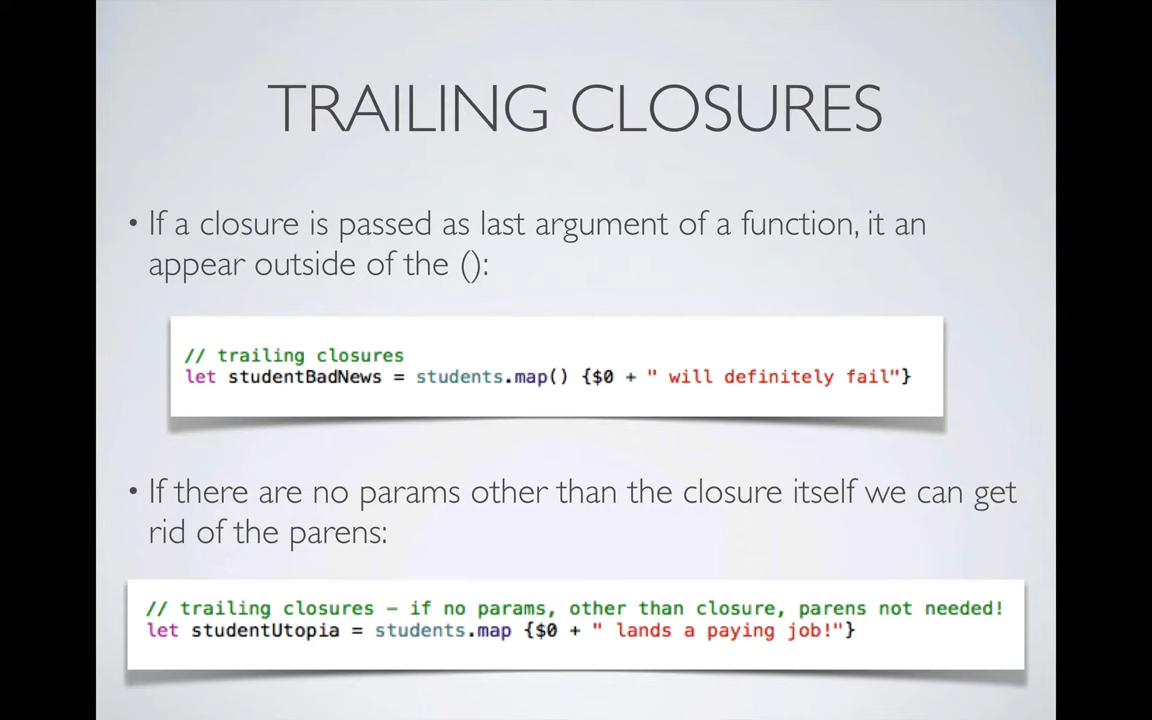 TRAILING CLOSURES
• If a closure is passed as last argument of a function, it an
appear outside of the ():
// trailing closures
let studentBadNews = students.map() {$0 + " will definitely fail"}
• If there are no params other than the closure itself we can get
rid of the parens:
// trailing closures – if no params, other than closure, parens not needed!
let studentUtopia = students.map {$0 + " lands a paying job!"}